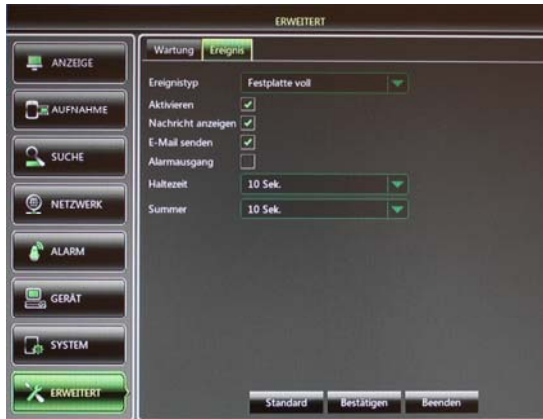 ERWEITERT
ANZEIGE
AUFNAHME
SUCHE
NETZWERK
ALARM
GERÄT
SYSTEM
ERWEITERT
Wartung Ereignis
Ereignistyp Festplatte voll
Aktivieren
Nachricht anzeigen
E-Mail senden
Alarmausgang
Haltezeit 10 Sek.
Summer 10 Sek.
Standard Bestätigen Beenden